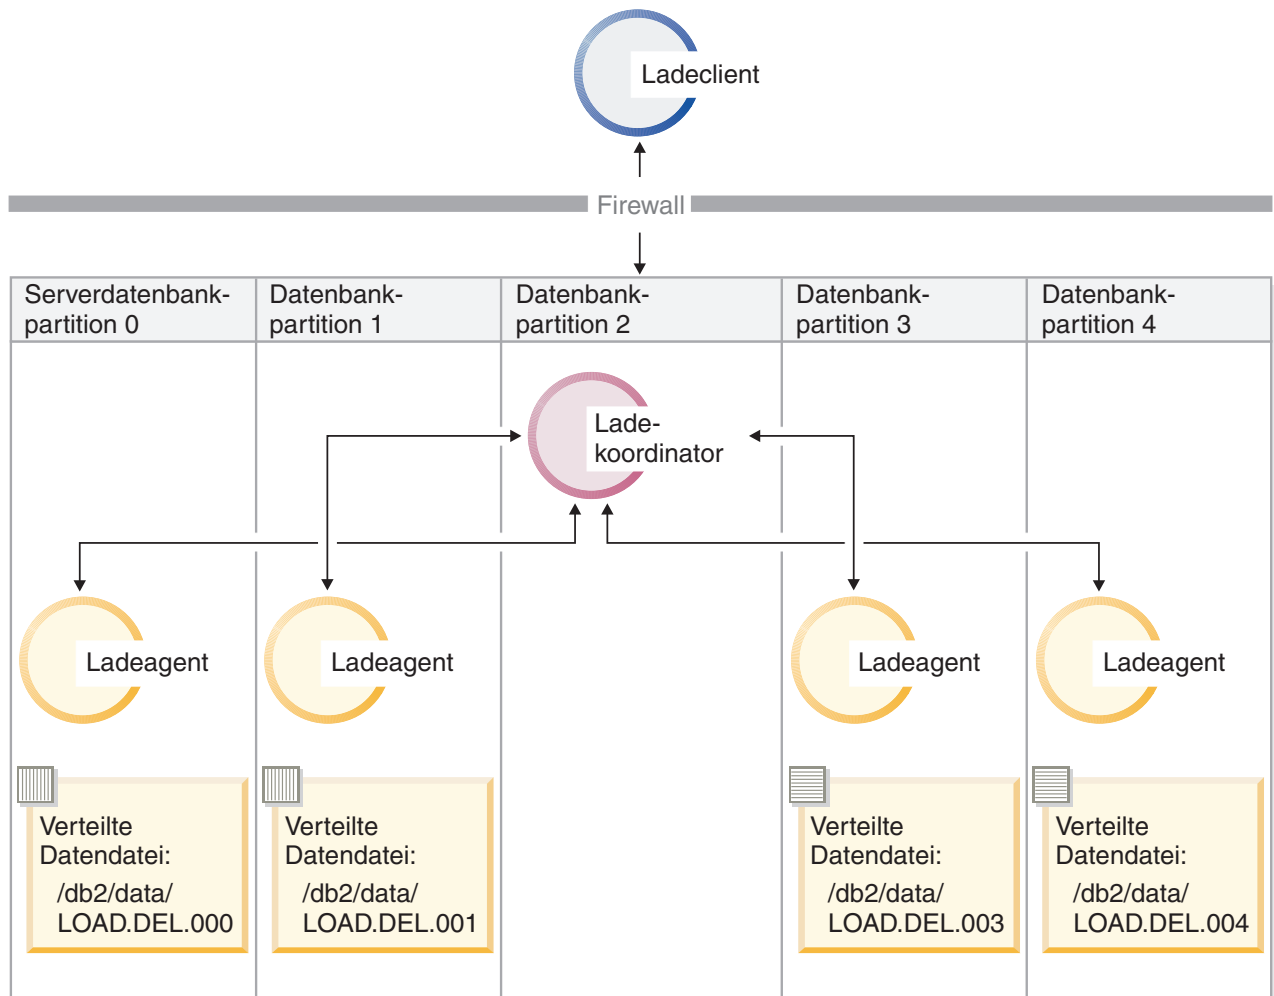 Ladeclient
Firewall
Serverdatenbank-
partition 0
Datenbank-
partition 1
Datenbank-
partition 2
Datenbank-
partition 3
Datenbank-
partition 4
Lade-
koordinator
Ladeagent
Ladeagent
Ladeagent
Ladeagent
Verteilte
Datendatei:
/db2/data/
LOAD.DEL.000
Verteilte
Datendatei:
/db2/data/
LOAD.DEL.001
Verteilte
Datendatei:
/db2/data/
LOAD.DEL.003
Verteilte
Datendatei:
/db2/data/
LOAD.DEL.004